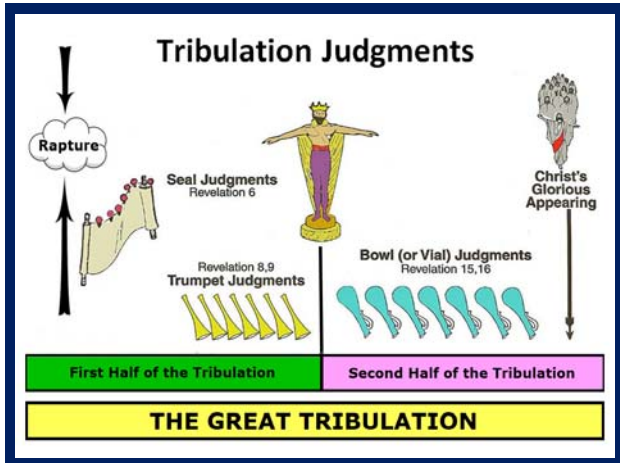 Tribulation Judgments
Rapture
Seal Judgments
Revelation 6
Christ's
Glorious
Appearing
Revelation 8,9
Trumpet Judgments
Bowl (or Vial) Judgments
Revelation 15,16
First Half of the Tribulation
Second Half of the Tribulation
THE GREAT TRIBULATION